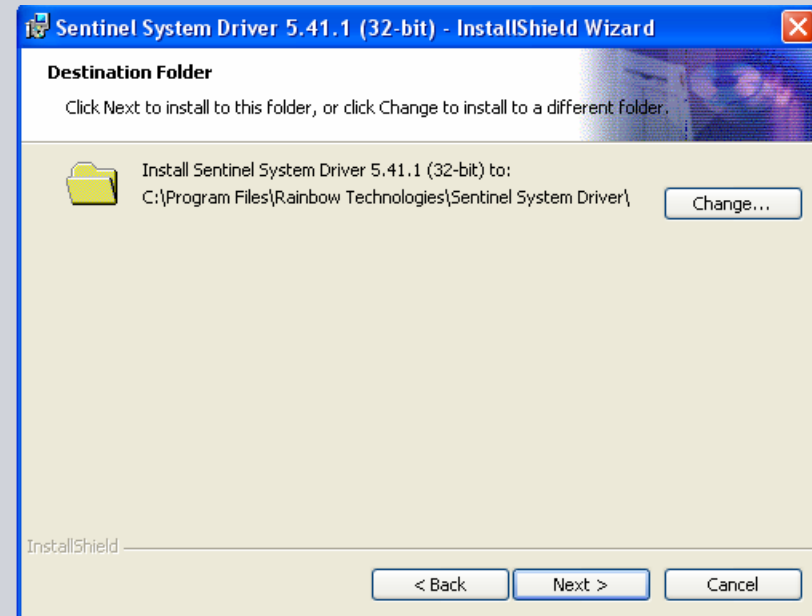 Sentinel System Driver 5.41.1 (32-bit) - InstallShield Wizard
Destination Folder
Click Next to install to this folder, or click Change to install to a different folder.
Install Sentinel System Driver 5.41.1 (32-bit) to:
C:\Program Files\Rainbow Technologies\Sentinel System Driver\
Change...
InstallShield
< Back
Next >
Cancel